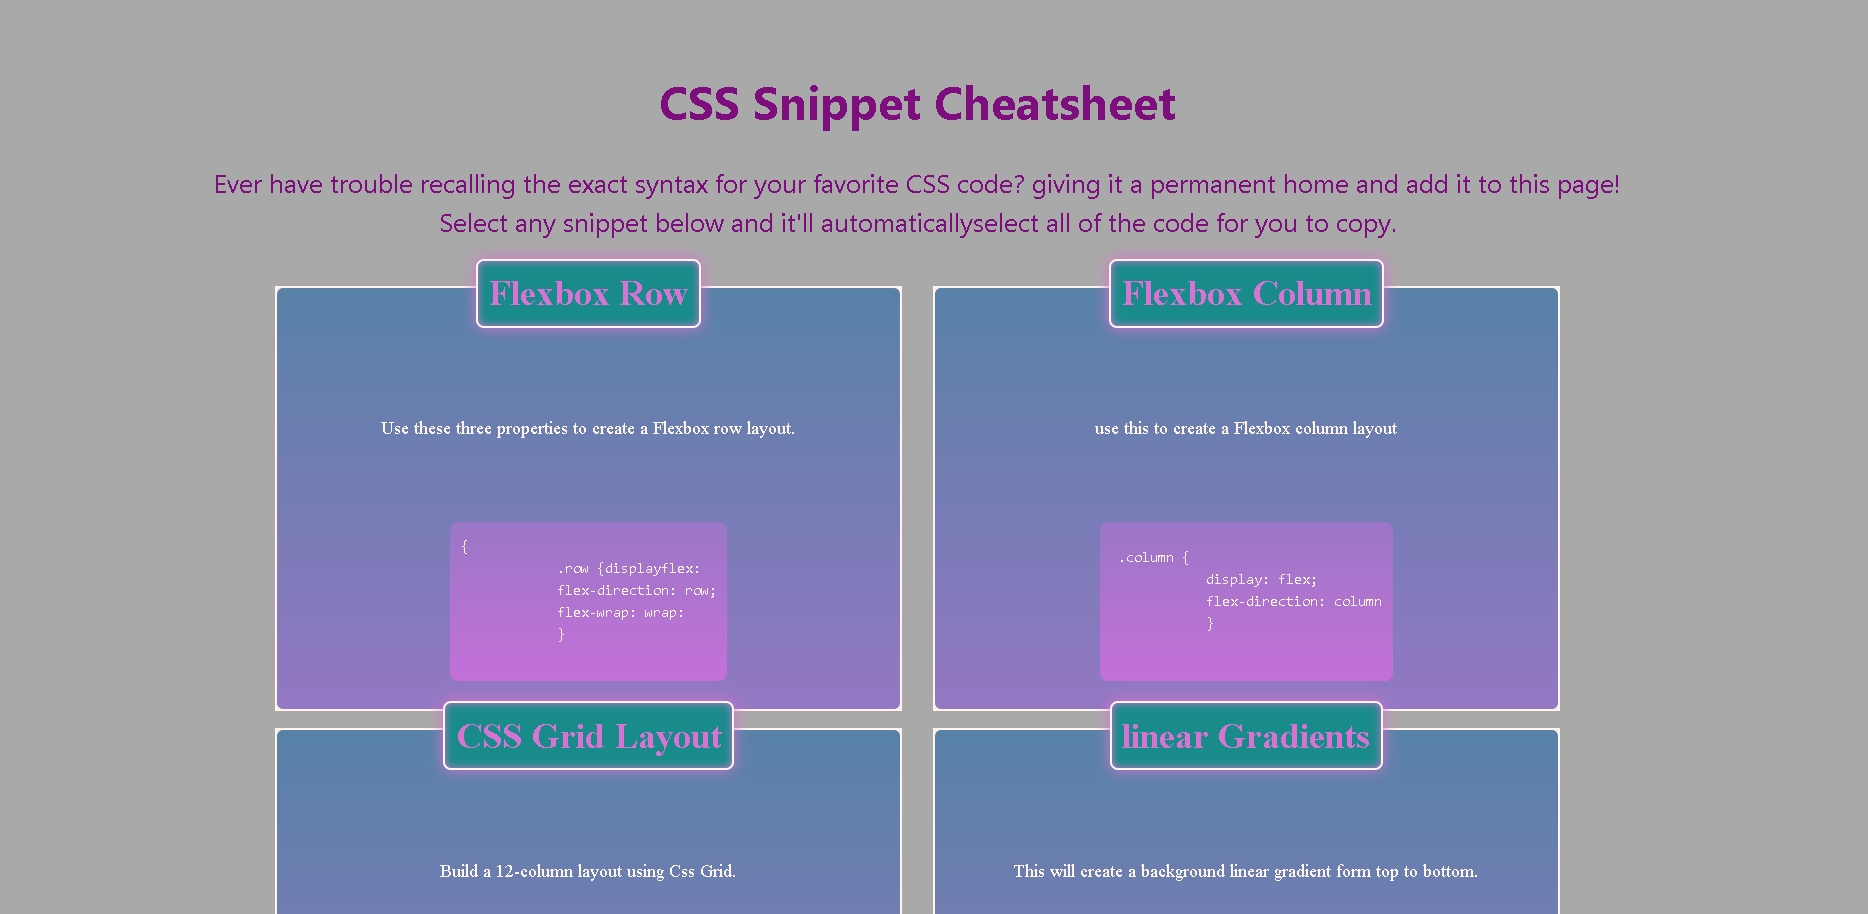 CSS Snippet Cheatsheet
Ever have trouble recalling the exact syntax for your favorite CSS code? giving it a permanent home and add it to this page!
Select any snippet below and it'll automaticallyselect all of the code for you to copy.
Flexbox Row
Use these three properties to create a Flexbox row layout.
{
.row {displayflex:
flex-direction: row;
flex-wrap: wrap:
}
Flexbox Column
use this to create a Flexbox column layout
.column {
display: flex;
flex-direction: column
}
CSS Grid Layout
Build a 12-column layout using Css Grid.
linear Gradients
This will create a background linear gradient form top to bottom.